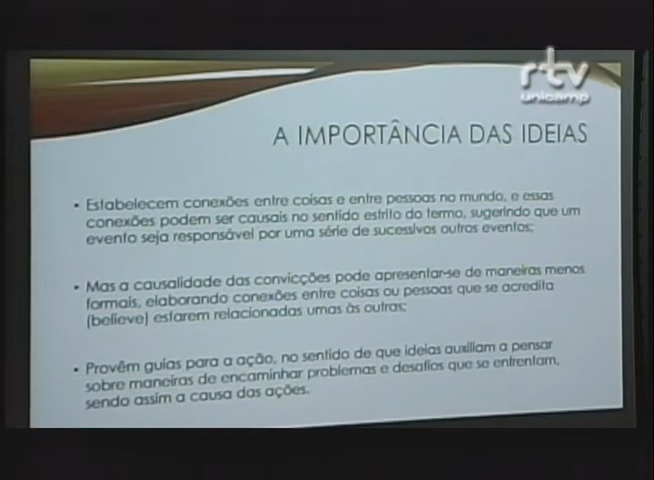 rtv
unicamp
A IMPORTÂNCIA DAS IDEIAS
• Estabelecem conexões entre coisas e entre pessoas no mundo, e essas
conexões podem ser causais no sentido estrito do termo, sugerindo que um
evento seja responsável por uma série de sucessivos outros eventos;
• Mas a causalidade das convicções pode apresentar-se de maneiras menos
formais, elaborando conexões entre coisas ou pessoas que se acredita
(believe) estarem relacionadas umas às outras;
• Provêm guias para a ação, no sentido de que ideias auxiliam a pensar
sobre maneiras de encaminhar problemas e desafios que se enfrentam,
sendo assim a causa das ações.